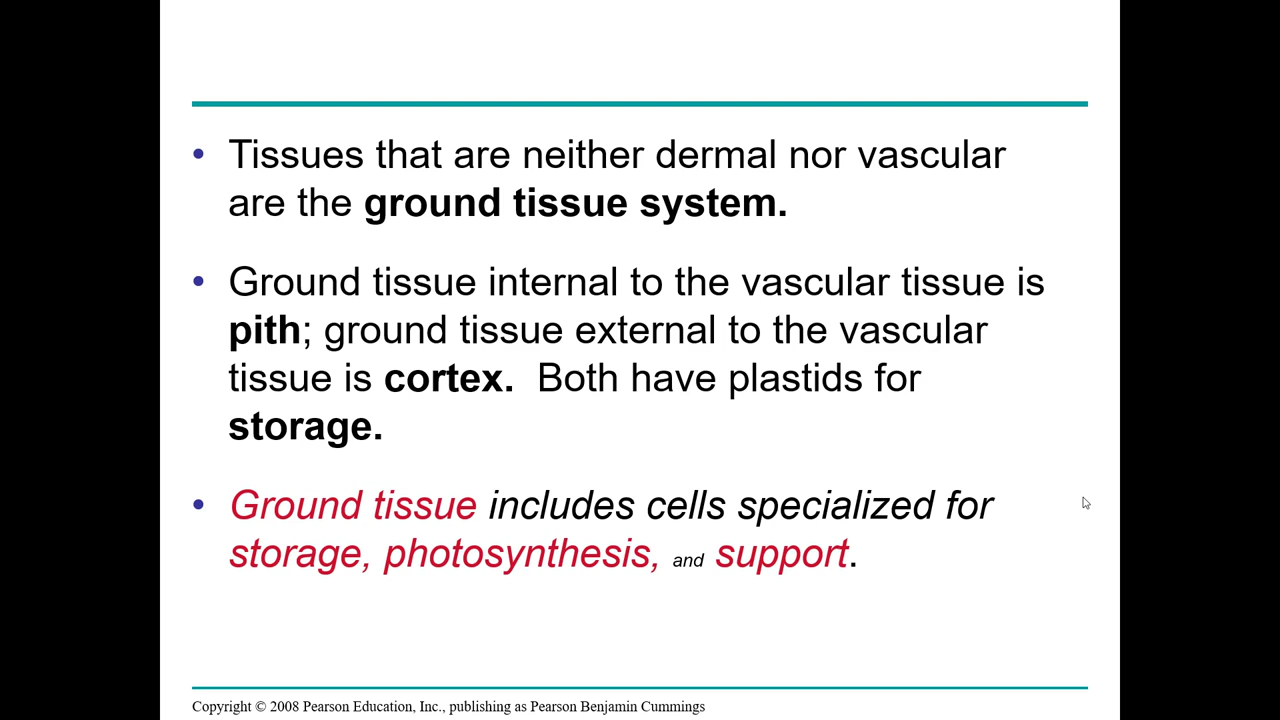 • Tissues that are neither dermal nor vascular
are the ground tissue system.
• Ground tissue internal to the vascular tissue is
pith; ground tissue external to the vascular
tissue is cortex.  Both have plastids for
storage.
• Ground tissue includes cells specialized for
storage, photosynthesis, and support.
Copyright © 2008 Pearson Education, Inc., publishing as Pearson Benjamin Cummings